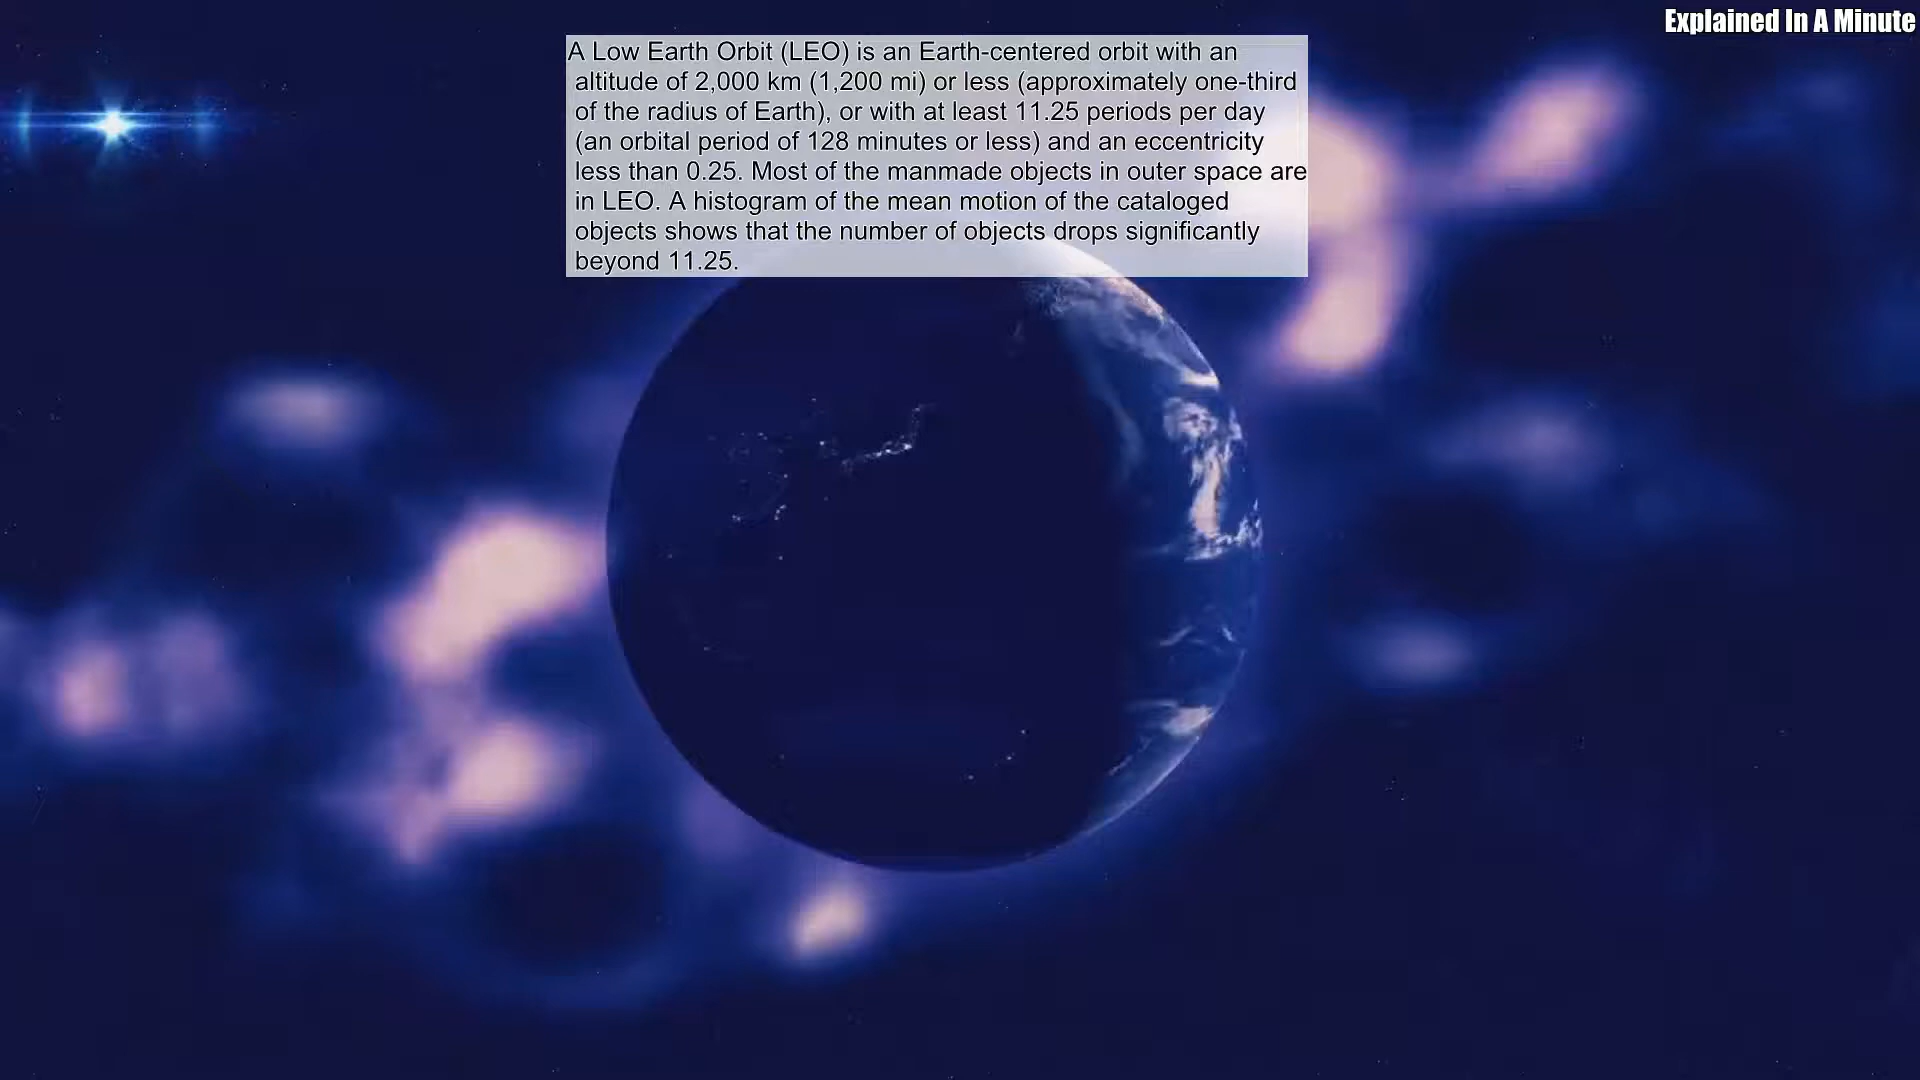 Explained In A Minute
A Low Earth Orbit (LEO) is an Earth-centered orbit with an
altitude of 2,000 km (1,200 mi) or less (approximately one-third
of the radius of Earth), or with at least 11.25 periods per day
(an orbital period of 128 minutes or less) and an eccentricity
less than 0.25. Most of the manmade objects in outer space are
in LEO. A histogram of the mean motion of the cataloged
objects shows that the number of objects drops significantly
beyond 11.25.